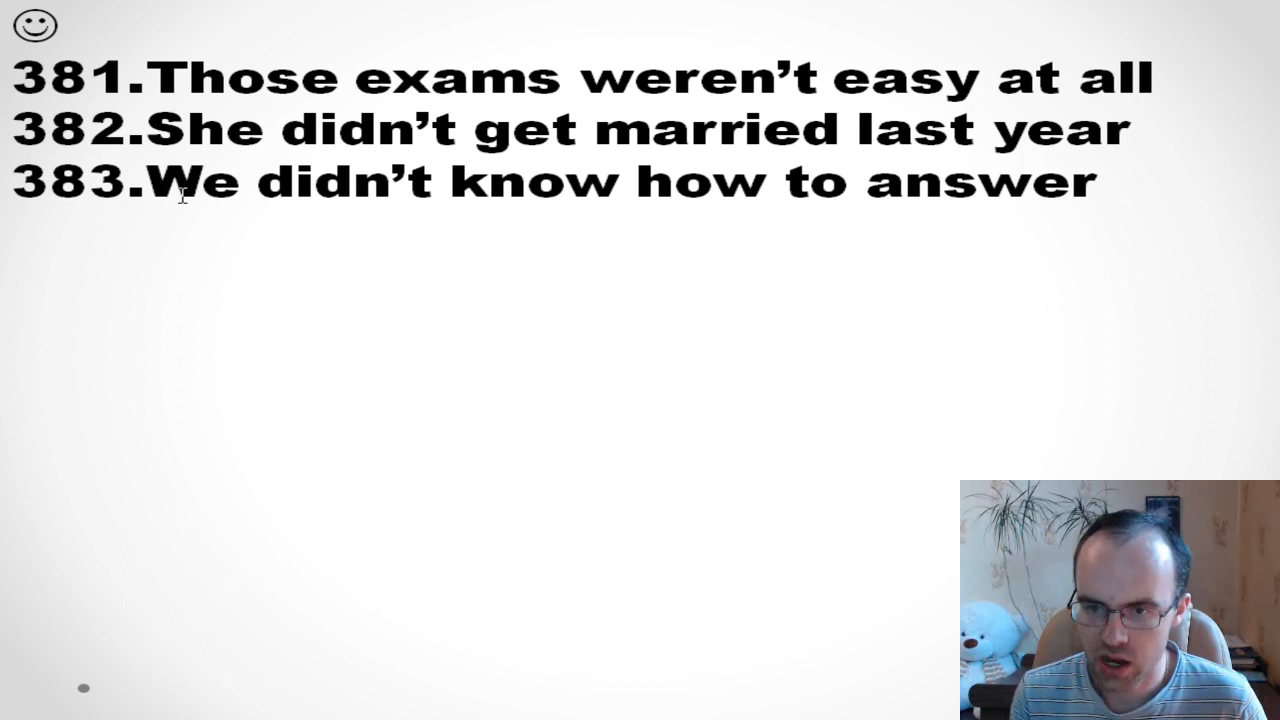 381.Those exams weren’t easy at all
382.She didn’t get married last year
383.We didn’t know how to answer